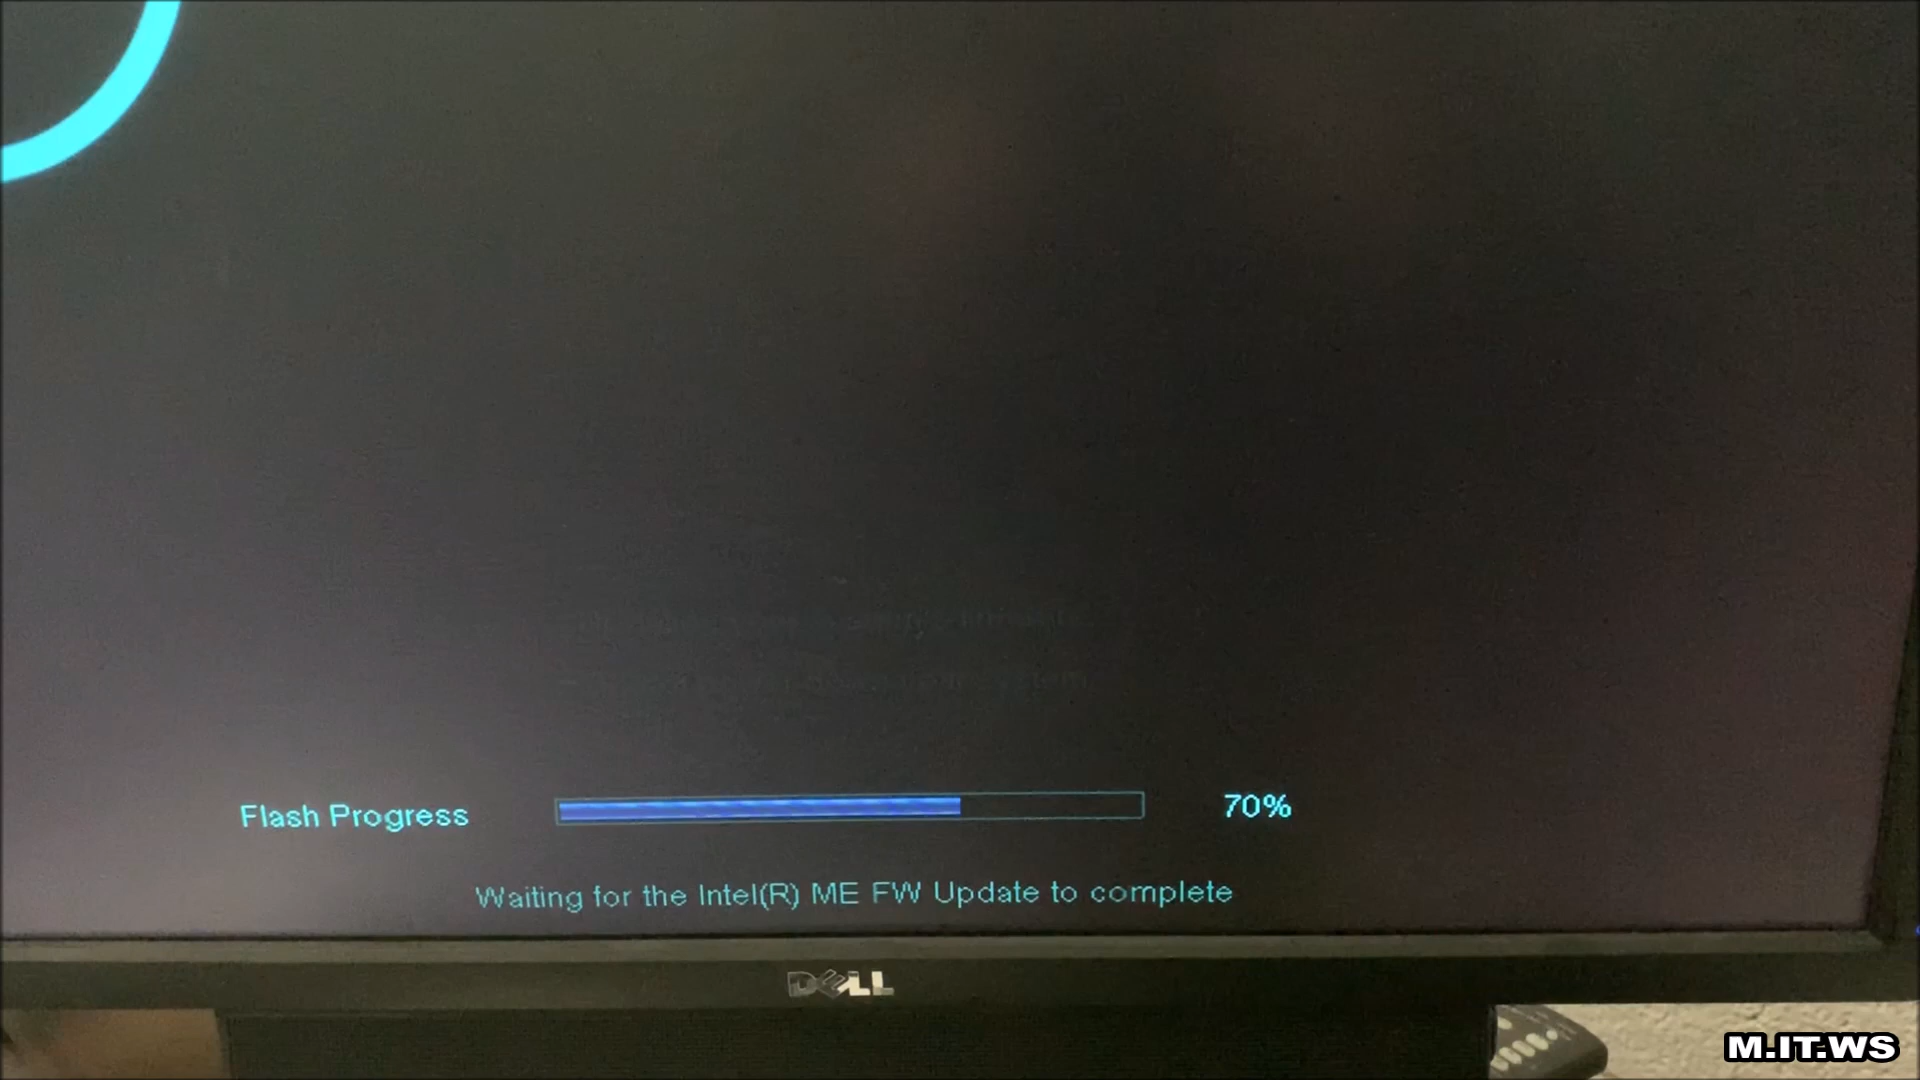 Flash Progress 70%
Waiting for the Intel(R) ME FW Update to complete
DELL
M.IT.WS